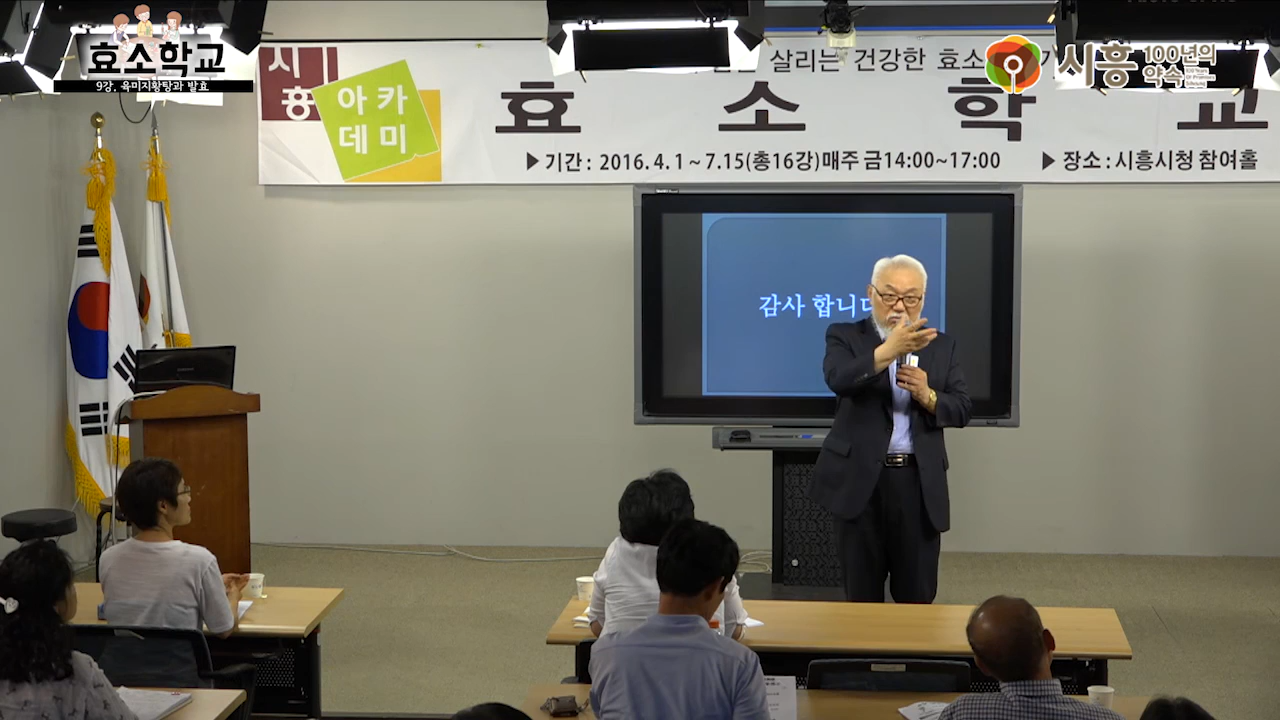 효소학교
9강. 육미지황탕과 발효
시흥
아카
데미
살리는 건강한 효소
효소학교
▶기간 : 2016. 4. 1 ~ 7.15(총16강)매주 금14:00~17:00
▶장소 : 시흥시청 참여홀
시흥
100년의
약속
감사 합니다